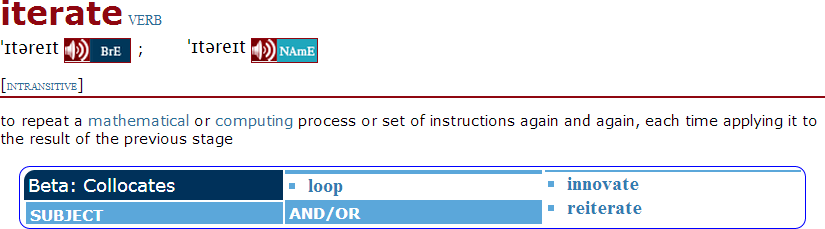 iterate VERB
ˈɪtəreɪt BrE ; ˈɪtəreɪt NAmE
[INTRANSITIVE]
to repeat a mathematical or computing process or set of instructions again and again, each time applying it to
the result of the previous stage
Beta: Collocates
SUBJECT
loop
AND/OR
innovate
reiterate